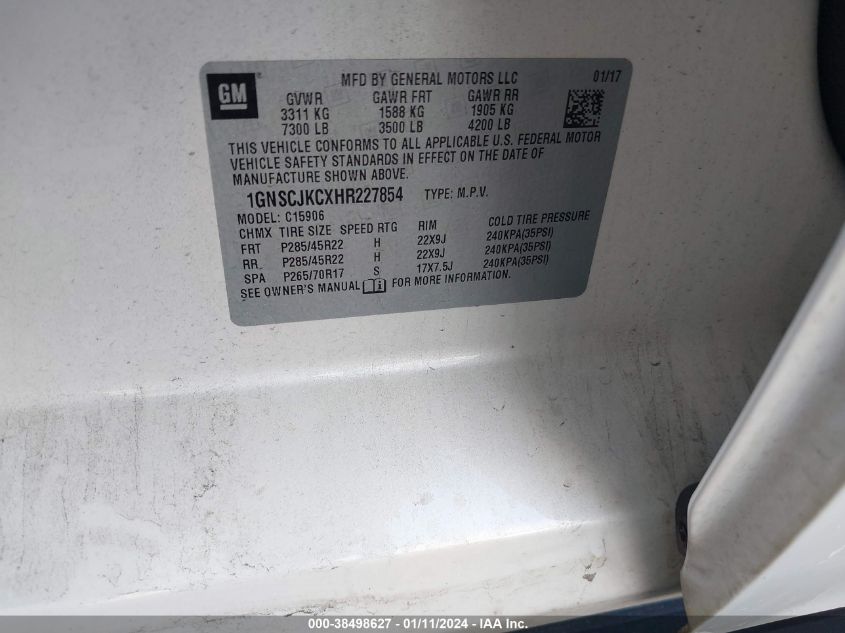 GM
MFD BY GENERAL MOTORS LLC 01/17
GVWR GAWR FRT GAWR RR
3311 KG 1588 KG 1905 KG
7300 LB 3500 LB 4200 LB
THIS VEHICLE CONFORMS TO ALL APPLICABLE U.S. FEDERAL MOTOR
VEHICLE SAFETY STANDARDS IN EFFECT ON THE DATE OF
MANUFACTURE SHOWN ABOVE.
1GNSCJKCXHR227854 TYPE: M.P.V.
MODEL: C15906
CHMX TIRE SIZE SPEED RTG RIM COLD TIRE PRESSURE
FRT P285/45R22 H 22X9J 240KPA(35PSI)
RR P285/45R22 H 22X9J 240KPA(35PSI)
SPA P265/70R17 S 17X7.5J 240KPA(35PSI)
SEE OWNER'S MANUAL FOR MORE INFORMATION.
000-38498627 - 01/11/2024 - IAA Inc.